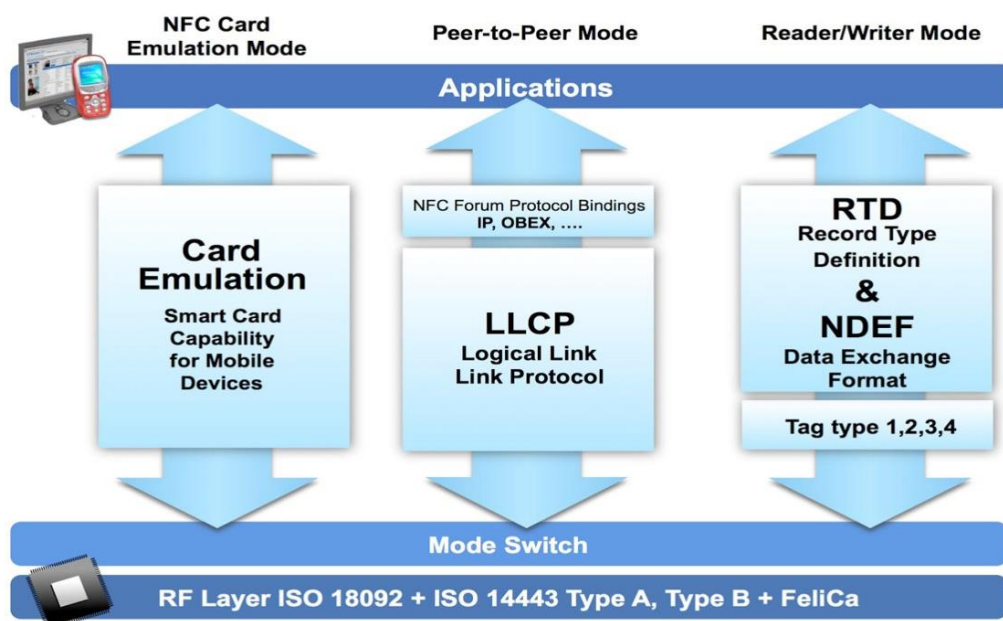 NFC Card
Emulation Mode
Peer-to-Peer Mode
Reader/Writer Mode
Applications
Card
Emulation
Smart Card
Capability
for Mobile
Devices
NFC Forum Protocol Bindings
IP, OBEX, ....
LLCP
Logical Link
Link Protocol
RTD
Record Type
Definition
&
NDEF
Data Exchange
Format
Tag type 1,2,3,4
Mode Switch
RF Layer ISO 18092 + ISO 14443 Type A, Type B + FeliCa